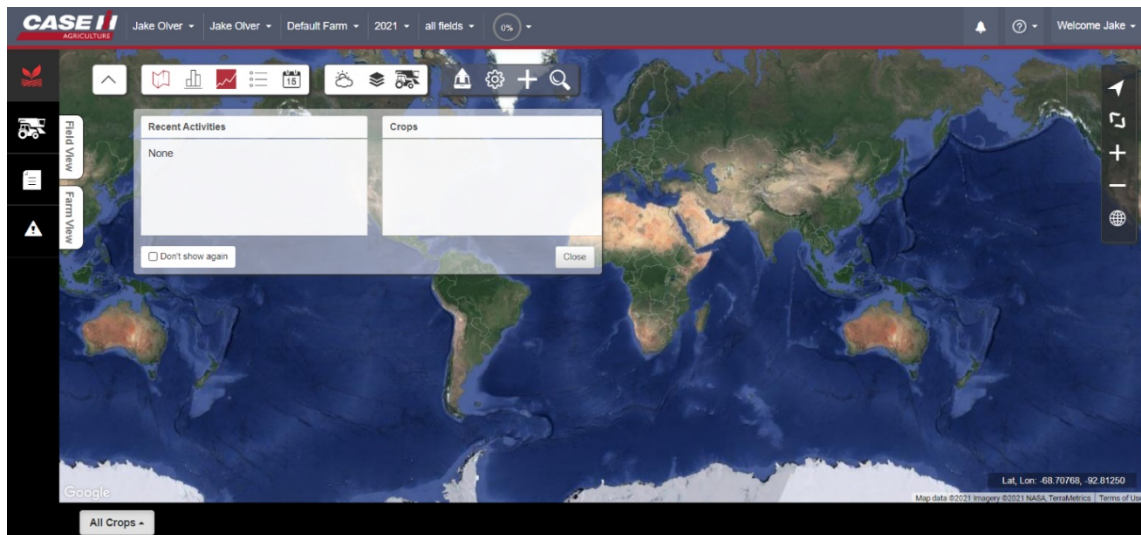 CASE IH
AGRICULTURE
Jake Olver
Jake Olver
Default Farm
2021
all fields
0%
Welcome Jake
15
Recent Activities
Crops
None
Don't show again
Close
Field View
Farm View
Google
Lat, Lon: -68.70768, -92.81250
Map data ©2021 Imagery ©2021 NASA, TerraMetrics
Terms of Use
All Crops